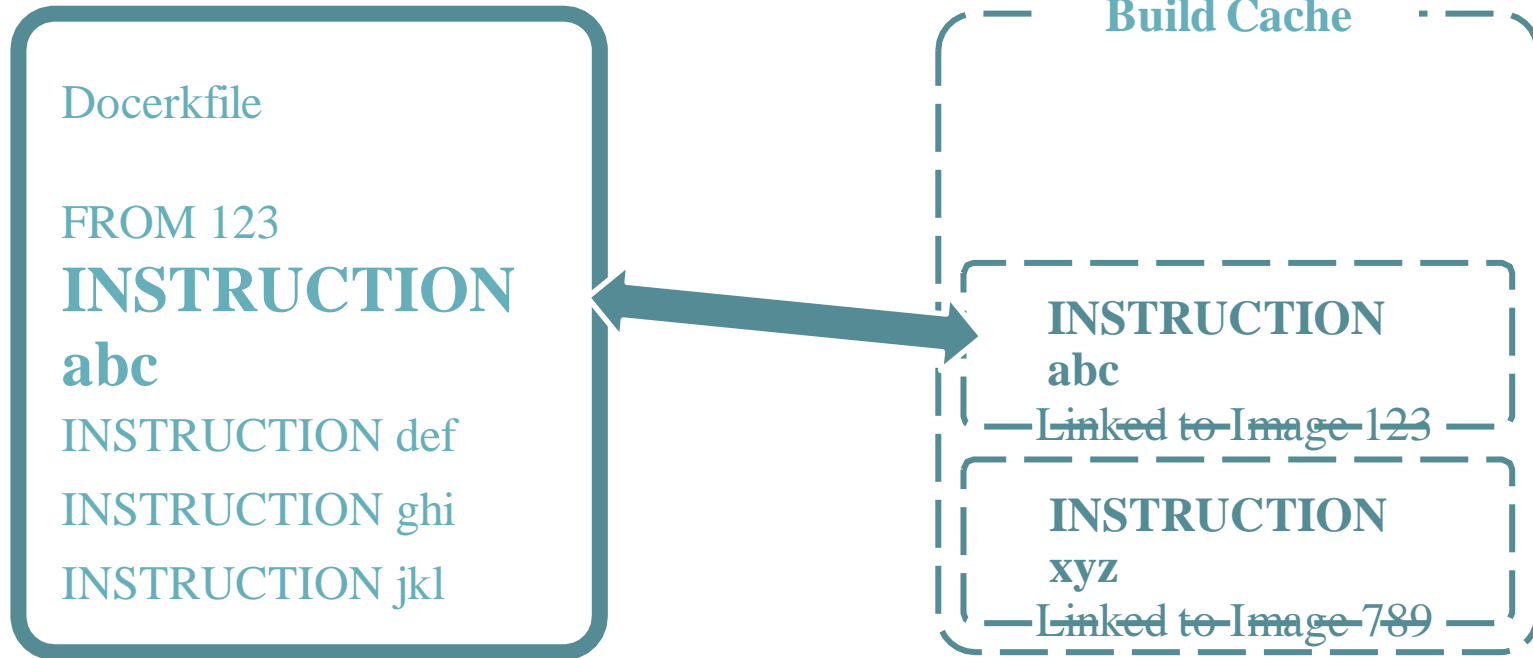 Docerkfile
FROM 123
INSTRUCTION
abc
INSTRUCTION def
INSTRUCTION ghi
INSTRUCTION jkl
Build Cache
INSTRUCTION
abc
Linked to Image 123
INSTRUCTION
xyz
Linked to Image 789